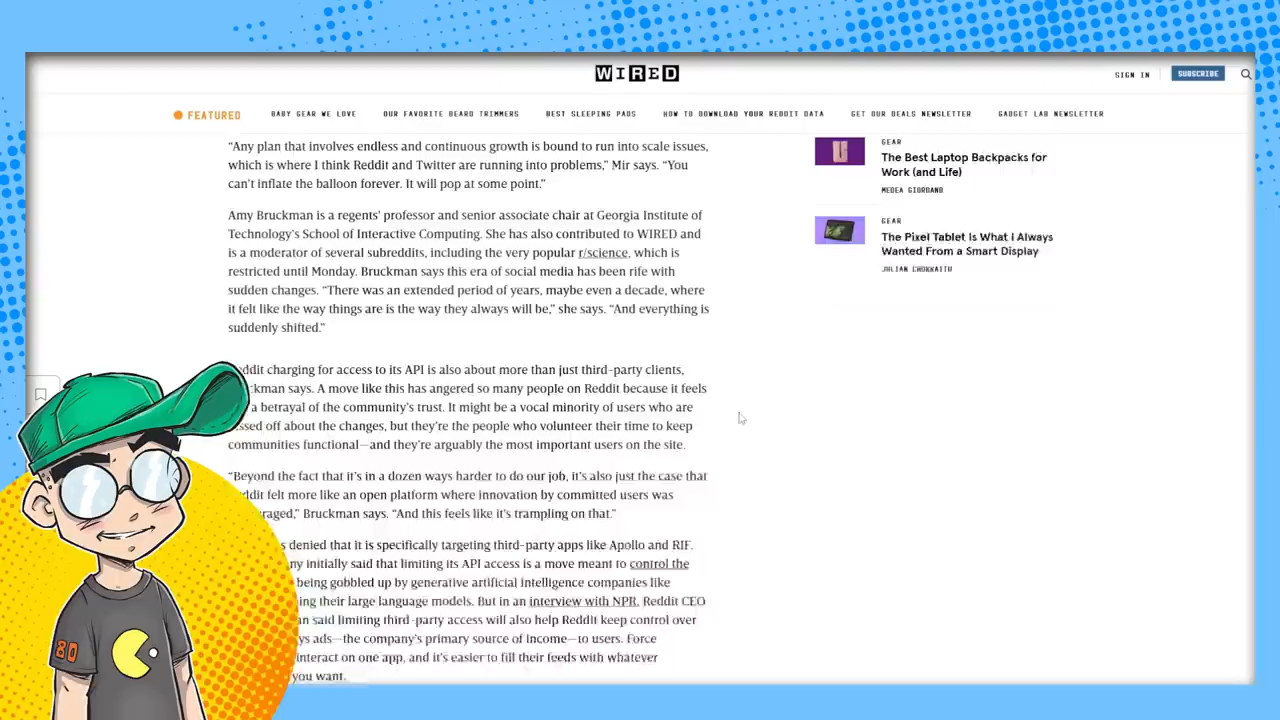 WIRED
SIGN IN
SUBSCRIBE
FEATURED
BABY GEAR WE LOVE
OUR FAVORITE BEARD TRIMMERS
BEST SLEEPING PADS
HOW TO DOWNLOAD YOUR REDDIT DATA
GET OUR DEALS NEWSLETTER
GADGET LAB NEWSLETTER
“Any plan that involves endless and continuous growth is bound to run into scale issues,
which is where I think Reddit and Twitter are running into problems,” Mir says. “You
can’t inflate the balloon forever. It will pop at some point.”
Amy Bruckman is a regents’ professor and senior associate chair at Georgia Institute of
Technology’s School of Interactive Computing. She has also contributed to WIRED and
is a moderator of several subreddits, including the very popular r/science, which is
restricted until Monday. Bruckman says this era of social media has been rife with
sudden changes. “There was an extended period of years, maybe even a decade, where
it felt like the way things are is the way they always will be,” she says. “And everything is
suddenly shifted.”
ddit charging for access to its API is also about more than just third-party clients,
ckman says. A move like this has angered so many people on Reddit because it feels
a betrayal of the community’s trust. It might be a vocal minority of users who are
ssed off about the changes, but they’re the people who volunteer their time to keep
communities functional—and they’re arguably the most important users on the site.
“Beyond the fact that it’s in a dozen ways harder to do our job, it’s also just the case that
ddit felt more like an open platform where innovation by committed users was
uraged,” Bruckman says. “And this feels like it’s trampling on that.”
s denied that it is specifically targeting third-party apps like Apollo and RIF.
ny initially said that limiting its API access is a move meant to control the
being gobbled up by generative artificial intelligence companies like
ning their large language models. But in an interview with NPR, Reddit CEO
an said limiting third-party access will also help Reddit keep control over
ys ads—the company’s primary source of income—to users. Force
interact on one app, and it’s easier to fill their feeds with whatever
you want.
GEAR
The Best Laptop Backpacks for
Work (and Life)
MEDEA GIORDANO
GEAR
The Pixel Tablet Is What I Always
Wanted From a Smart Display
JULIAN CHOKKATTU
80